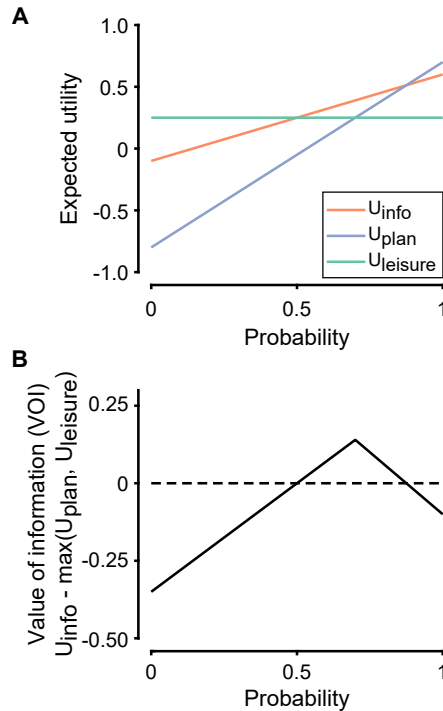 A
Expected utility
1.0
0.5
0
-0.5
-1.0
Uinfo
Uplan
Uleisure
0
0.5
1
Probability
B
Value of information (VOI)
Uinfo - max(Uplan, Uleisure)
0.25
0
-0.25
-0.50
0
0.5
1
Probability